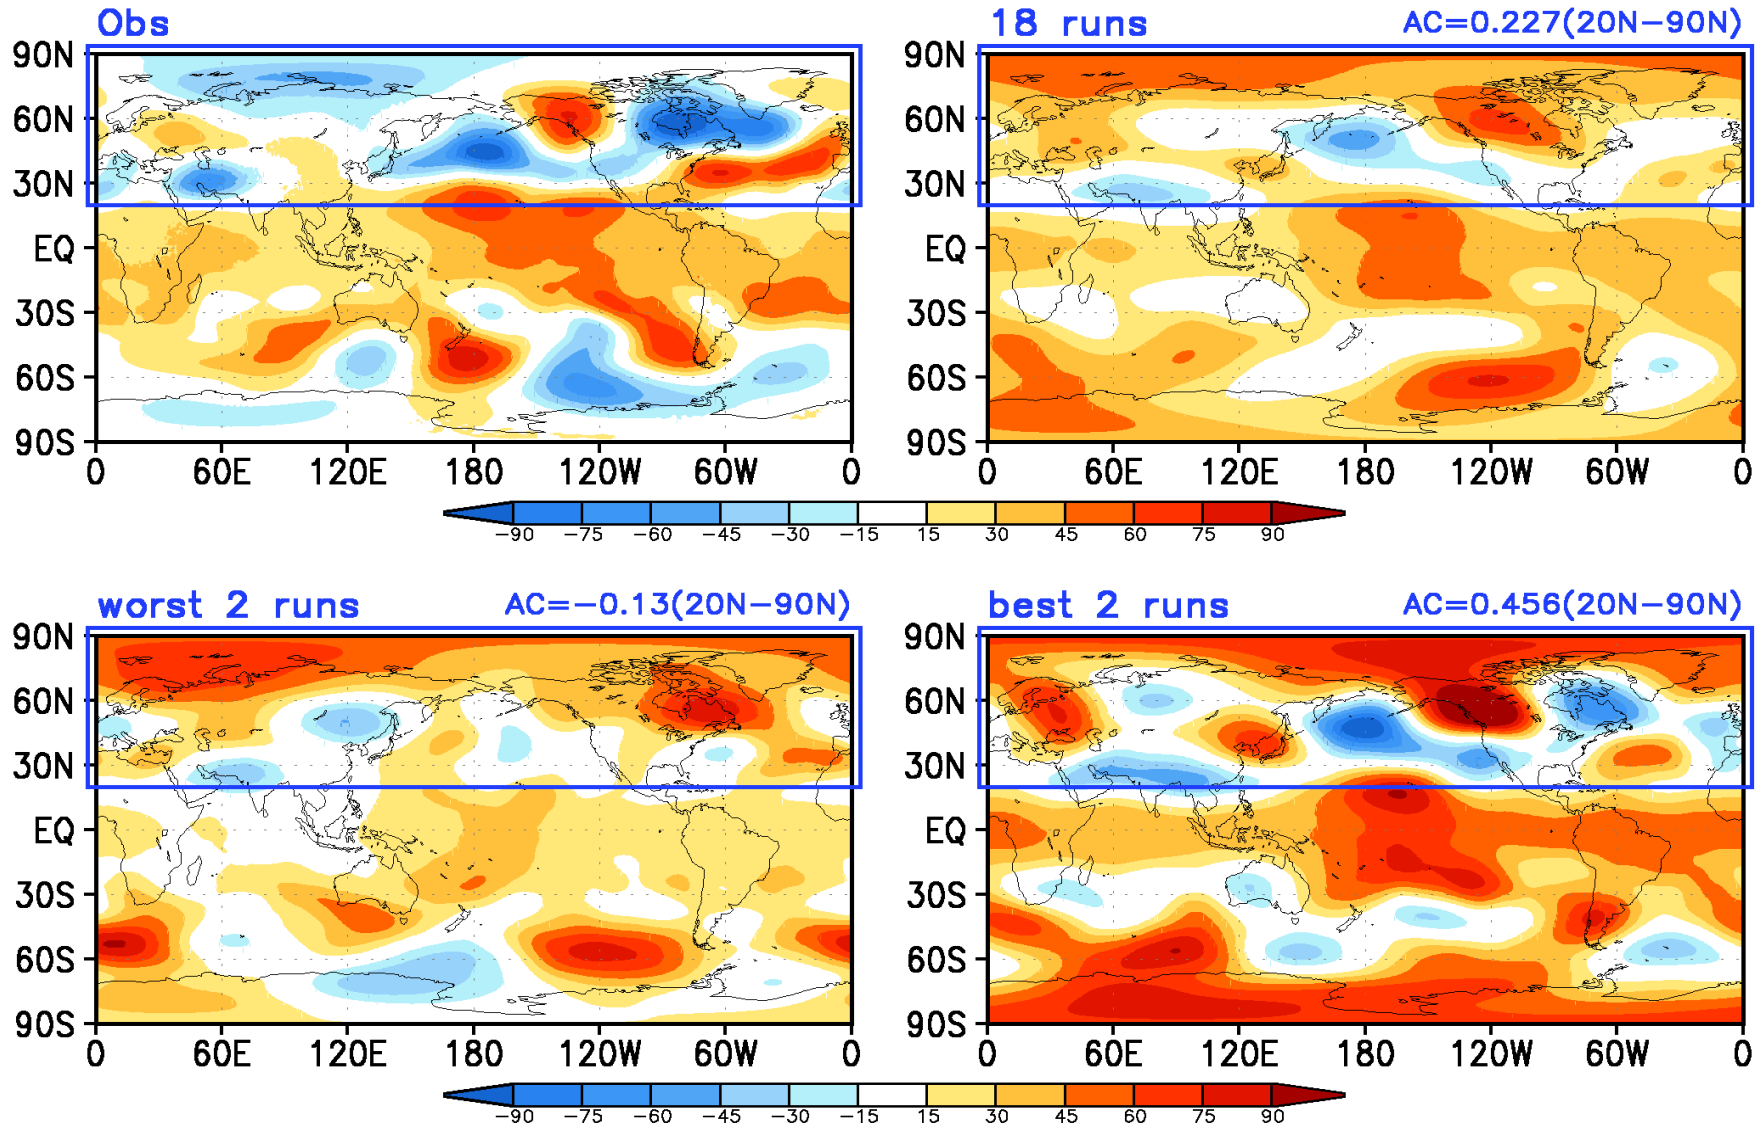 Obs
18 runs AC=0.227(20N−90N)
90N 90N
60N 60N
30N 30N
EQ EQ
30S 30S
60S 60S
90S 90S
0 60E 120E 180 120W 60W 0 0 60E 120E 180 120W 60W 0
−90 −75 −60 −45 −30 −15 15 30 45 60 75 90
worst 2 runs AC=−0.13(20N−90N)
best 2 runs AC=0.456(20N−90N)
90N 90N
60N 60N
30N 30N
EQ EQ
30S 30S
60S 60S
90S 90S
0 60E 120E 180 120W 60W 0 0 60E 120E 180 120W 60W 0
−90 −75 −60 −45 −30 −15 15 30 45 60 75 90